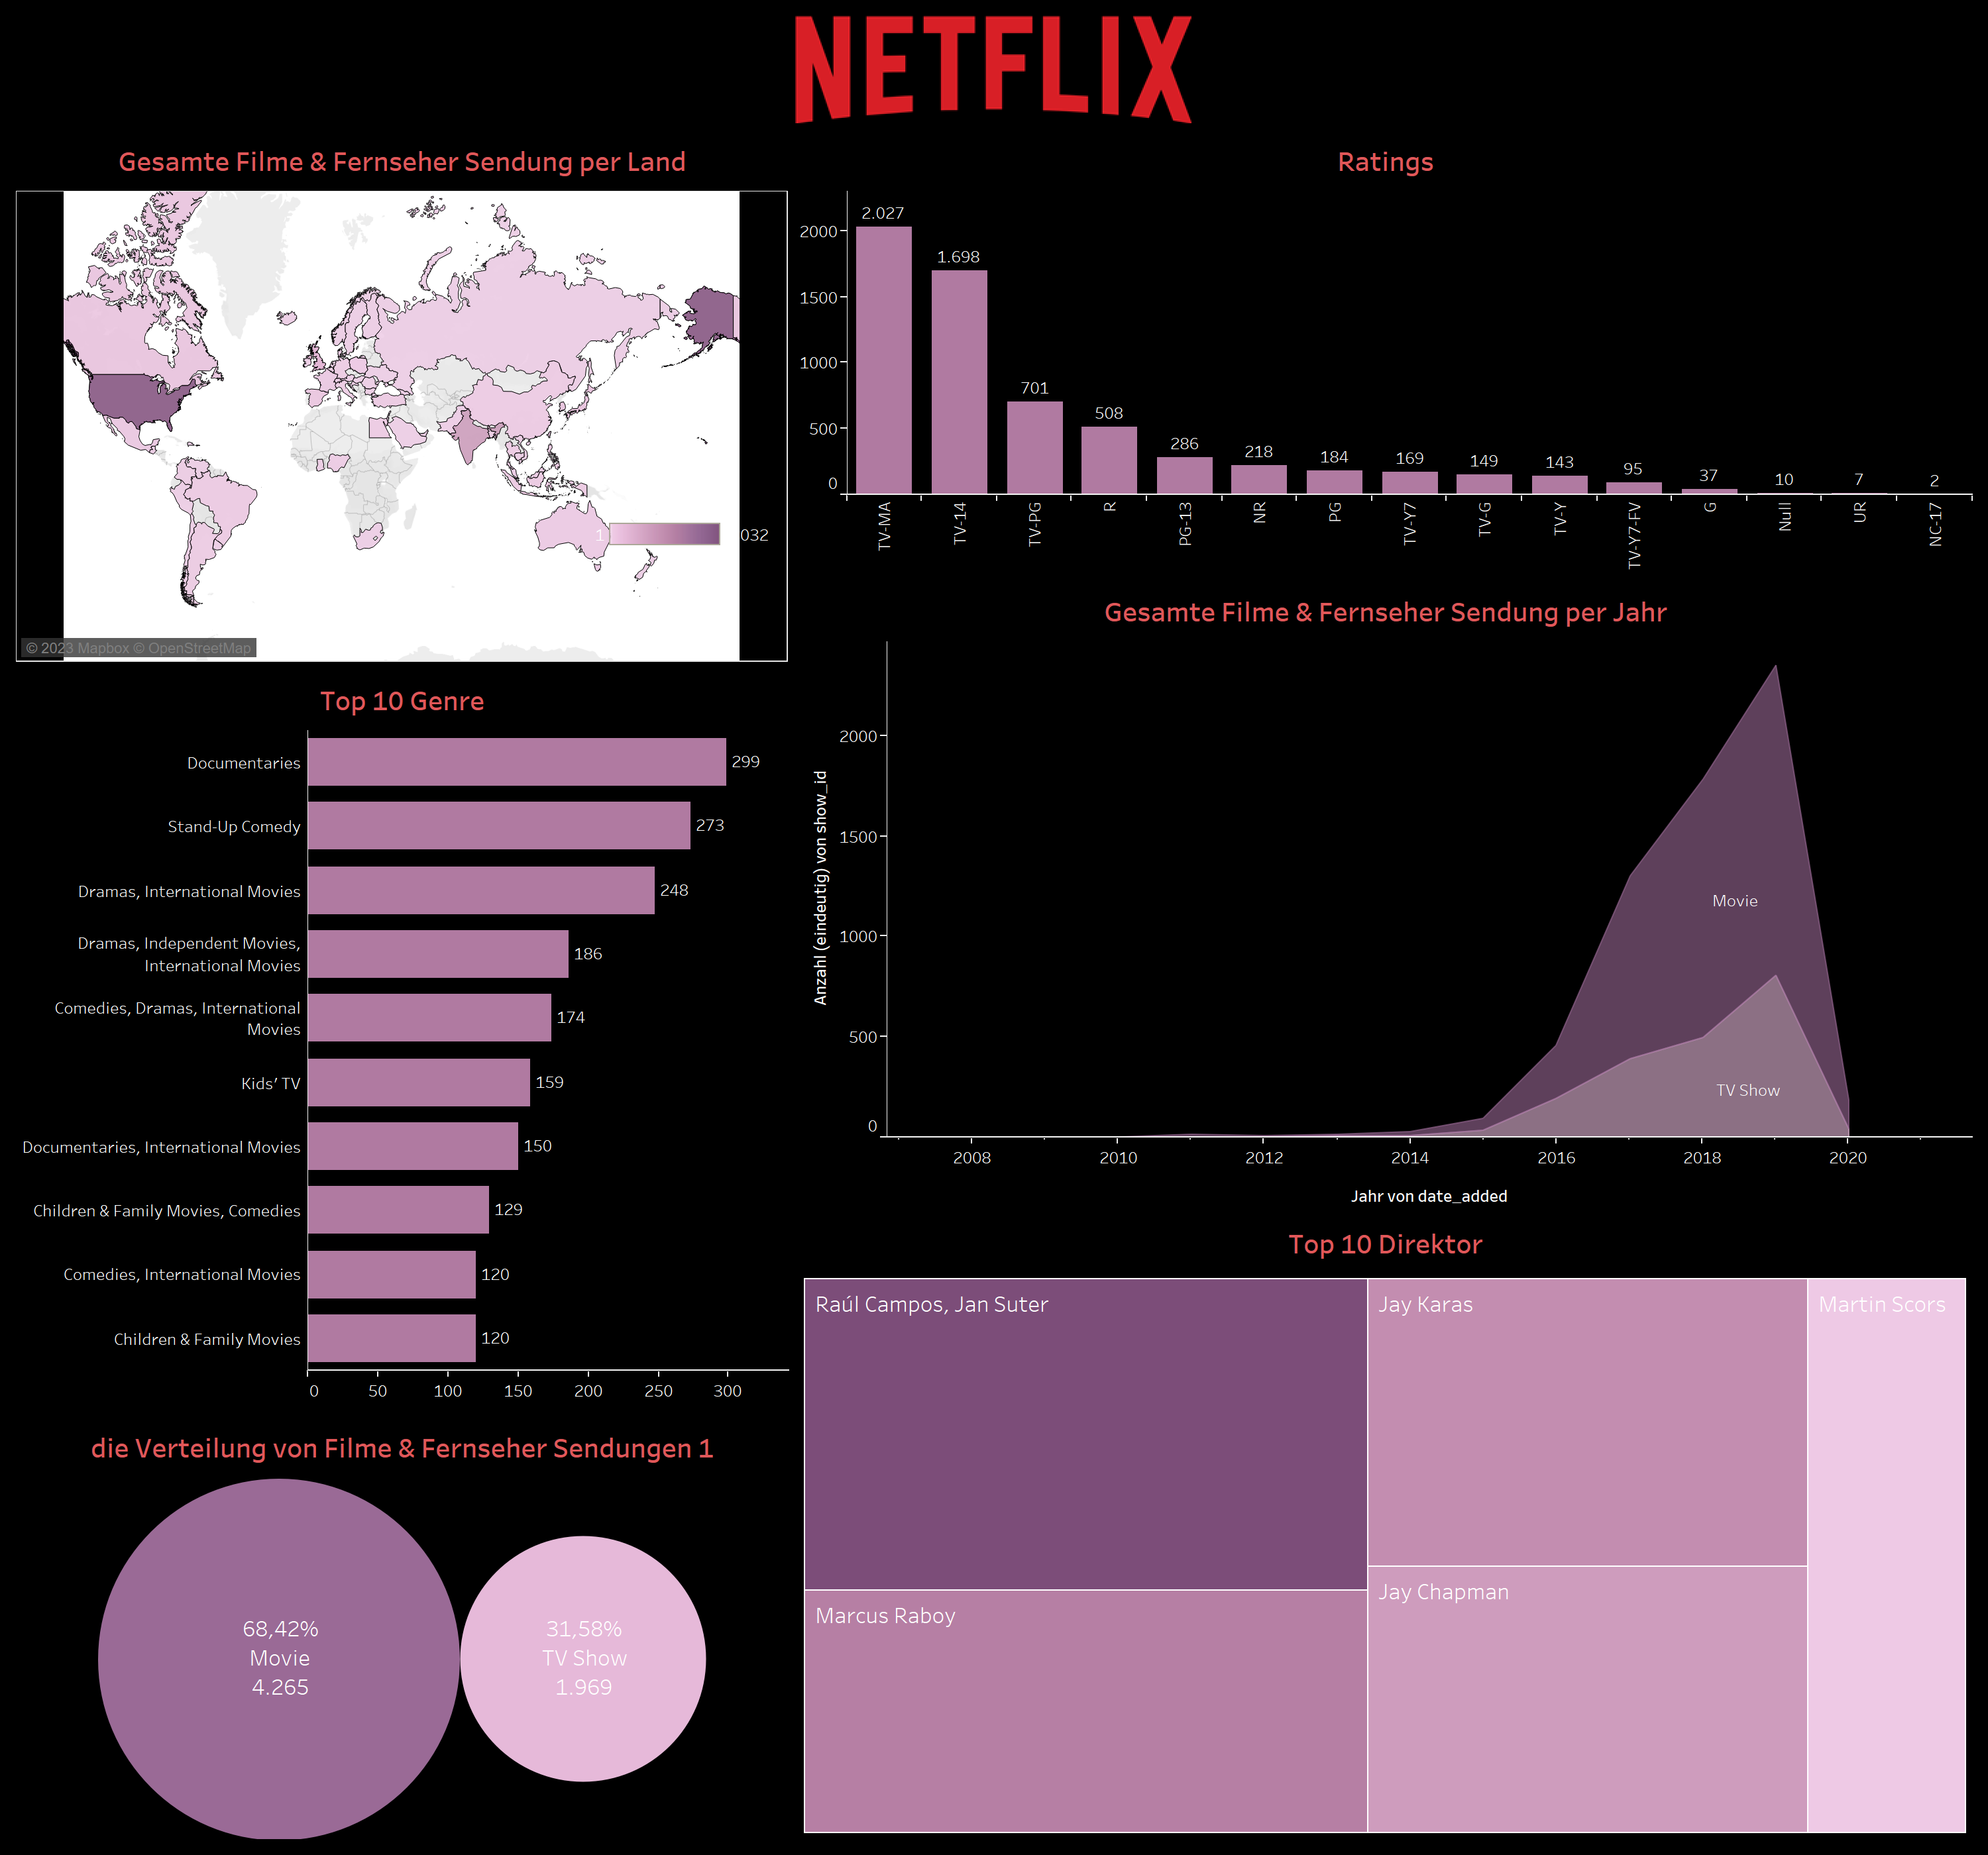 NETFLIX
Gesamte Filme & Fernseher Sendung per Land
1
032
© 2023 Mapbox © OpenStreetMap
Ratings
2000
1500
1000
500
0
2.027
1.698
701
508
286
218
184
169
149
143
95
37
10
7
2
TV-MA
TV-14
TV-PG
R
PG-13
NR
PG
TV-Y7
TV-G
TV-Y
TV-Y7-FV
G
Null
UR
NC-17
Gesamte Filme & Fernseher Sendung per Jahr
Anzahl (eindeutig) von show_id
2000
1500
1000
500
0
Movie
TV Show
2008
2010
2012
2014
2016
2018
2020
Jahr von date_added
Top 10 Genre
Documentaries
299
Stand-Up Comedy
273
Dramas, International Movies
248
Dramas, Independent Movies,
International Movies
186
Comedies, Dramas, International
Movies
174
Kids' TV
159
Documentaries, International Movies
150
Children & Family Movies, Comedies
129
Comedies, International Movies
120
Children & Family Movies
120
0
50
100
150
200
250
300
die Verteilung von Filme & Fernseher Sendungen 1
68,42%
Movie
4.265
31,58%
TV Show
1.969
Top 10 Direktor
Raúl Campos, Jan Suter
Marcus Raboy
Jay Karas
Jay Chapman
Martin Scors